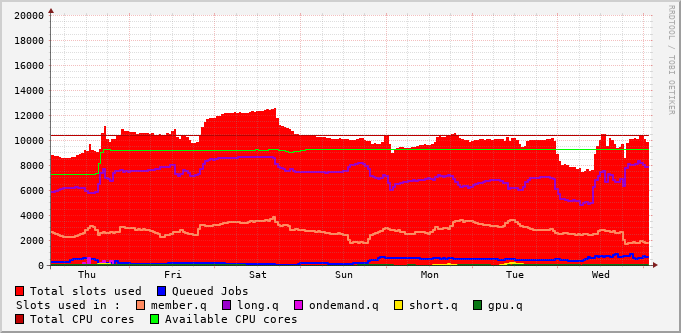 20000
18000
16000
14000
12000
10000
8000
6000
4000
2000
0
Thu Fri Sat Sun Mon Tue Wed
RRDTOOL / TOBI OETIKER
Total slots used Queued Jobs
Slots used in : member.q long.q ondemand.q short.q gpu.q
Total CPU cores Available CPU cores